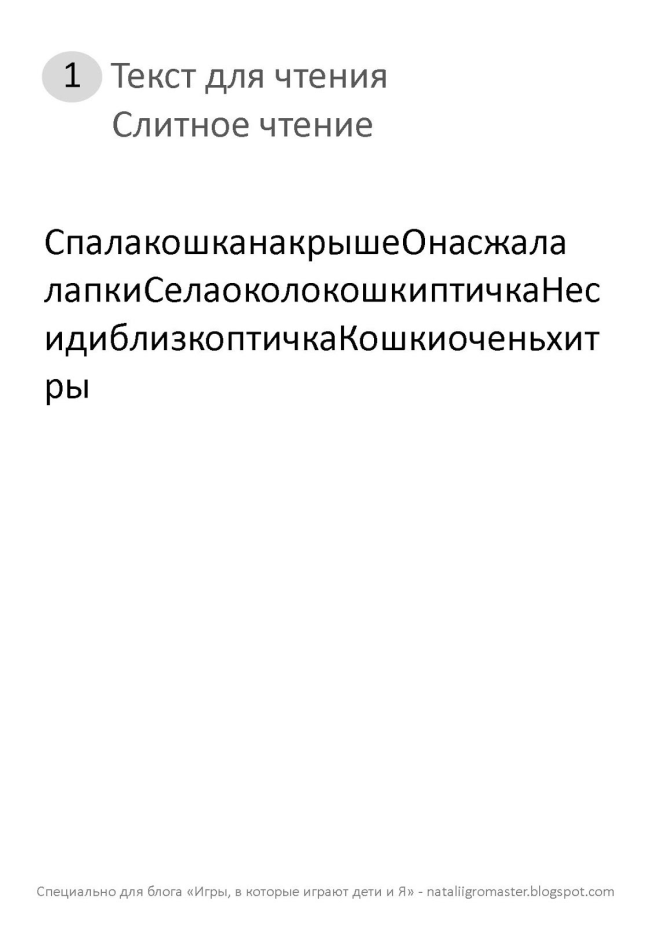 1 Текст для чтения
Слитное чтение
СпалакошканакрышеОнасжала
лапкиСелаоколокошкиптичкаНес
идиблизкоптичкаКошкиоченьхит
ры
Специально для блога «Игры, в которые играют дети и Я» - nataliigromaster.blogspot.com